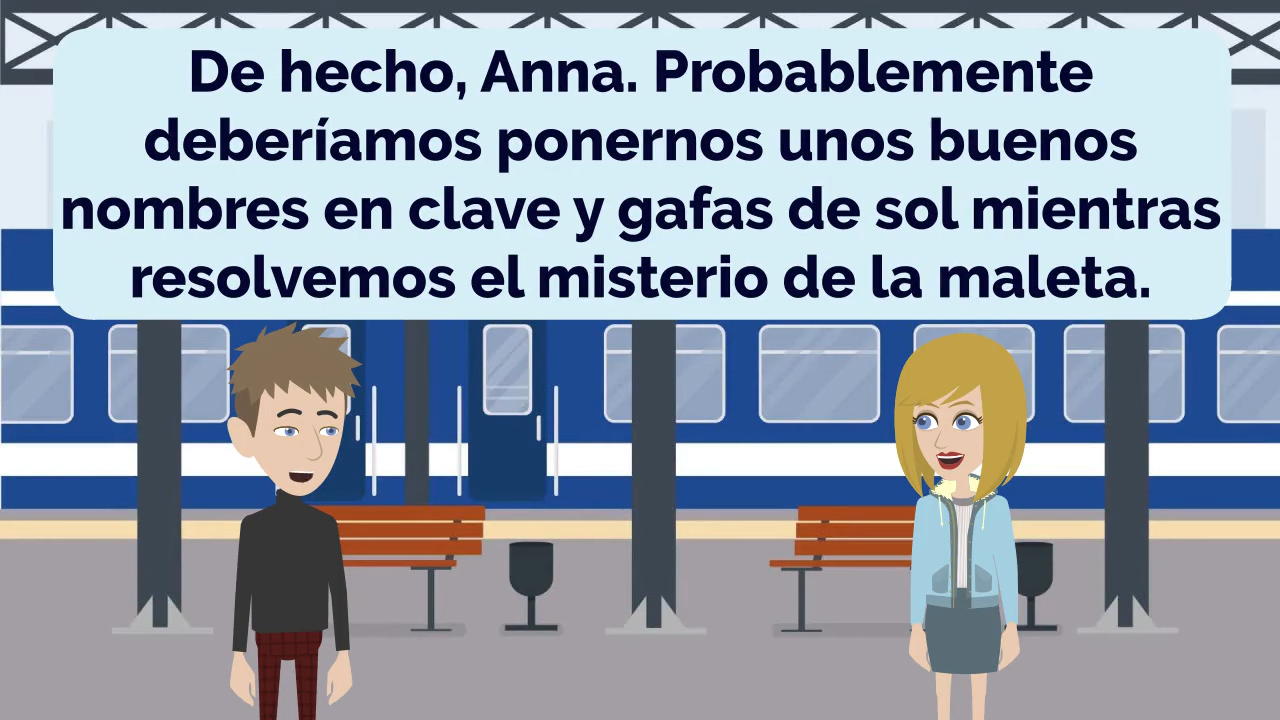 De hecho, Anna. Probablemente
deberíamos ponernos unos buenos
nombres en clave y gafas de sol mientras
resolvemos el misterio de la maleta.